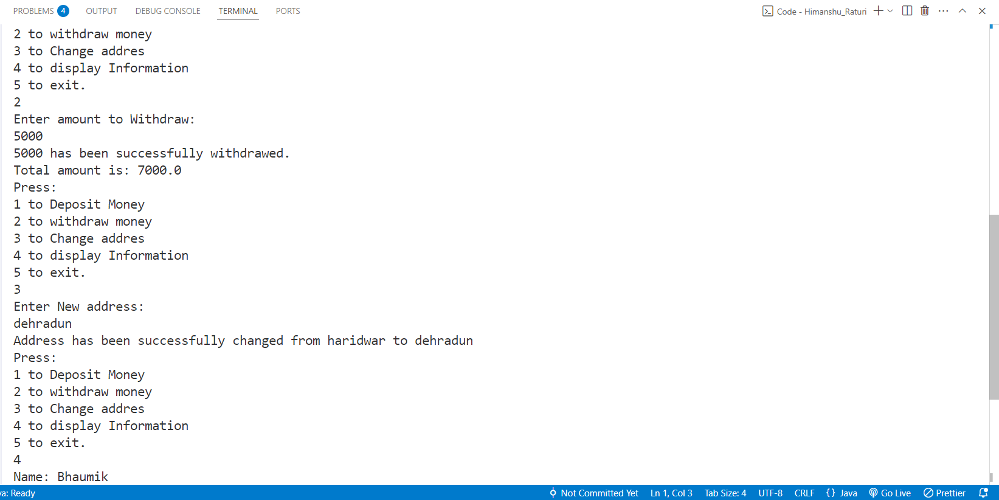 PROBLEMS 4 OUTPUT DEBUG CONSOLE TERMINAL PORTS Code - Himanshu_Raturi
2 to withdraw money
3 to Change addres
4 to display Information
5 to exit.
2
Enter amount to Withdraw:
5000
5000 has been successfully withdrawed.
Total amount is: 7000.0
Press:
1 to Deposit Money
2 to withdraw money
3 to Change addres
4 to display Information
5 to exit.
3
Enter New address:
dehradun
Address has been successfully changed from haridwar to dehradun
Press:
1 to Deposit Money
2 to withdraw money
3 to Change addres
4 to display Information
5 to exit.
4
Name: Bhaumik
va: Ready Not Committed Yet Ln 1, Col 3 Tab Size: 4 UTF-8 CRLF {} Java Go Live Prettier